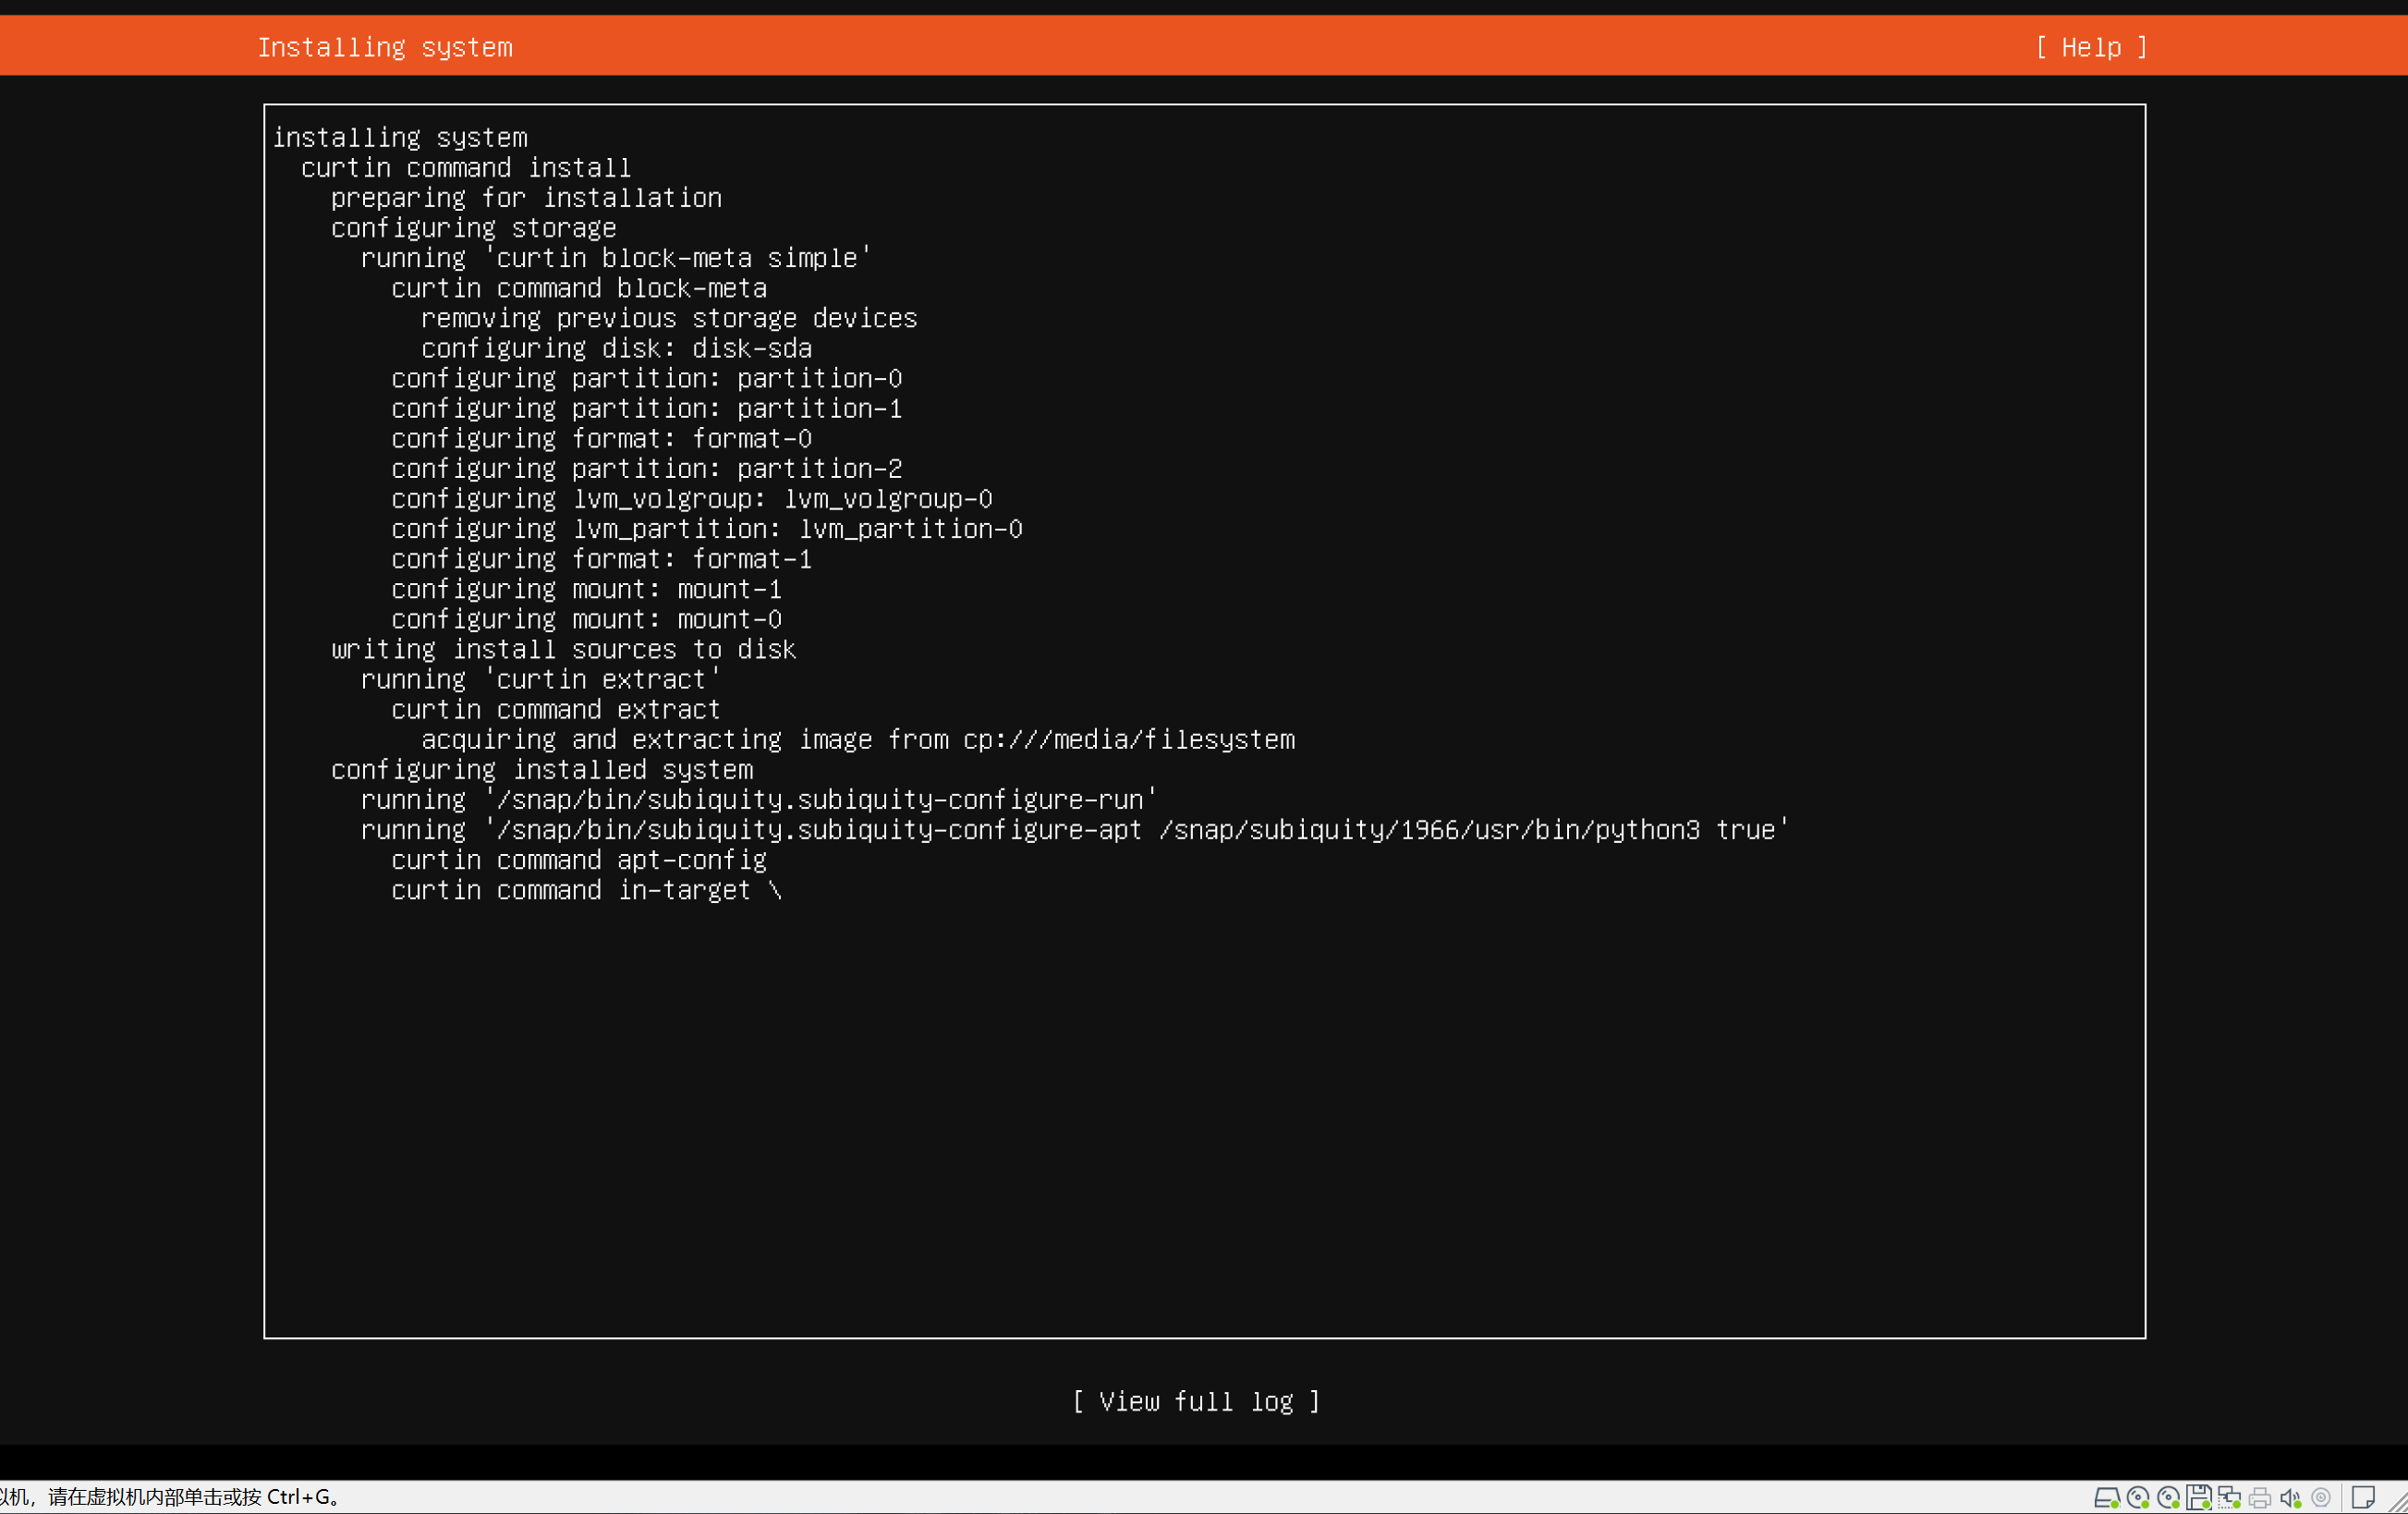 Installing system
[ Help ]
installing system
curtin command install
preparing for installation
configuring storage
running 'curtin block-meta simple'
curtin command block-meta
removing previous storage devices
configuring disk: disk-sda
configuring partition: partition-0
configuring partition: partition-1
configuring format: format-0
configuring partition: partition-2
configuring lvm_volgroup: lvm_volgroup-0
configuring lvm_partition: lvm_partition-0
configuring format: format-1
configuring mount: mount-1
configuring mount: mount-0
writing install sources to disk
running 'curtin extract'
curtin command extract
acquiring and extracting image from cp:///media/filesystem
configuring installed system
running '/snap/bin/subiquity.subiquity-configure-run'
running '/snap/bin/subiquity.subiquity-configure-apt /snap/subiquity/1966/usr/bin/python3 true'
curtin command apt-config
curtin command in-target \
[ View full log ]
拟机，请在虚拟机内部单击或按 Ctrl+G。